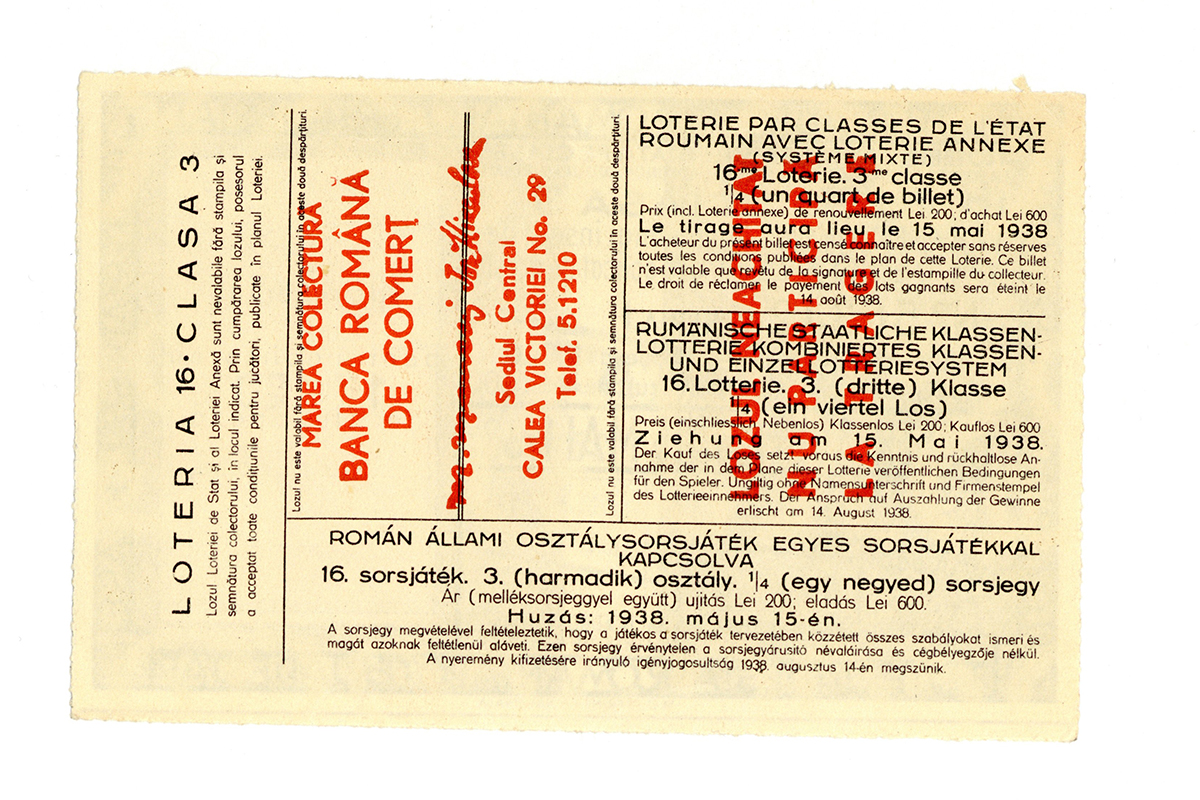 LOTERIA 16·CLASA 3
Lozul Loteriei de Stat și al Loteriei Anexă sunt nevalabile fără stampila și
semnătura colectorului, în locul indicat. Prin cumpărarea lozului, posesorul
a acceptat toate condițiunile pentru jucători, publicate în planul Loteriei.
Lozul nu este valabil fără stampila și semnătura colectorului în aceste două despărțituri.
MAREA COLECTURA
BANCA ROMÂNĂ
DE COMERȚ
Sediul Central
CALEA VICTORIEI No. 29
Telef. 5.1210
Lozul nu este valabil fără stampila și semnătura colectorului în aceste două despărțituri.
LOTERIE PAR CLASSES DE L'ÉTAT
ROUMAIN AVEC LOTERIE ANNEXE
(SYSTÈME MIXTE)
16me Loterie. 3me classe
1/4 (un quart de billet)
Prix (incl. Loterie annexe) de renouvellement Lei 200; d'achat Lei 600
Le tirage aura lieu le 15. mai 1938
L'acheteur du présent billet est censé connaître et accepter sans réserves
toutes les conditions publiées dans le plan de cette Loterie. Ce billet
n'est valable que revêtu de la signature et de l'estampille du collecteur.
Le droit de réclamer le payement des lots gagnants sera éteint le
14 août 1938.
RUMÄNISCHE STAATLICHE KLASSEN-
LOTTERIE KOMBINIERTES KLASSEN-
UND EINZELLOTTERIESYSTEM
16. Lotterie. 3. (dritte) Klasse
1/4 (ein viertel Los)
Preis (einschliesslich Nebenlos) Klassenlos Lei 200; Kauflos Lei 600
Ziehung am 15. Mai 1938.
Der Kauf des Loses setzt voraus die Kenntnis und rückhaltlose An-
nahme der in dem Plane dieser Lotterie veröffentlichen Bedingungen
für den Spieler. Ungiltig ohne Namensunterschrift und Firmenstempel
des Lotterieeinnehmers. Der Anspruch auf Auszahlung der Gewinne
erlischt am 14. August 1938.
LOZUL NEACHITAT
NU PARTICIPĂ
LA TRAGERE
ROMÁN ÁLLAMI OSZTÁLYSORSJÁTÉK EGYES SORSJÁTÉKKAL
KAPCSOLVA
16. sorsjáték. 3. (harmadik) osztály. 1/4 (egy negyed) sorsjegy
Ár (melléksorsjeggyel együtt) ujitás Lei 200; eladás Lei 600.
Huzás: 1938. május 15-én.
A sorsjegy megvételével feltételeztetik, hogy a játékos a sorsjáték tervezetében közzétett összes szabályokat ismeri és
magát azoknak feltétlenül aláveti. Ezen sorsjegy érvénytelen a sorsjegyárusitó névaláirása és cégbélyegzője nélkül.
A nyeremény kifizetésére irányuló igényjogosultság 1938. augusztus 14-én megszünik.